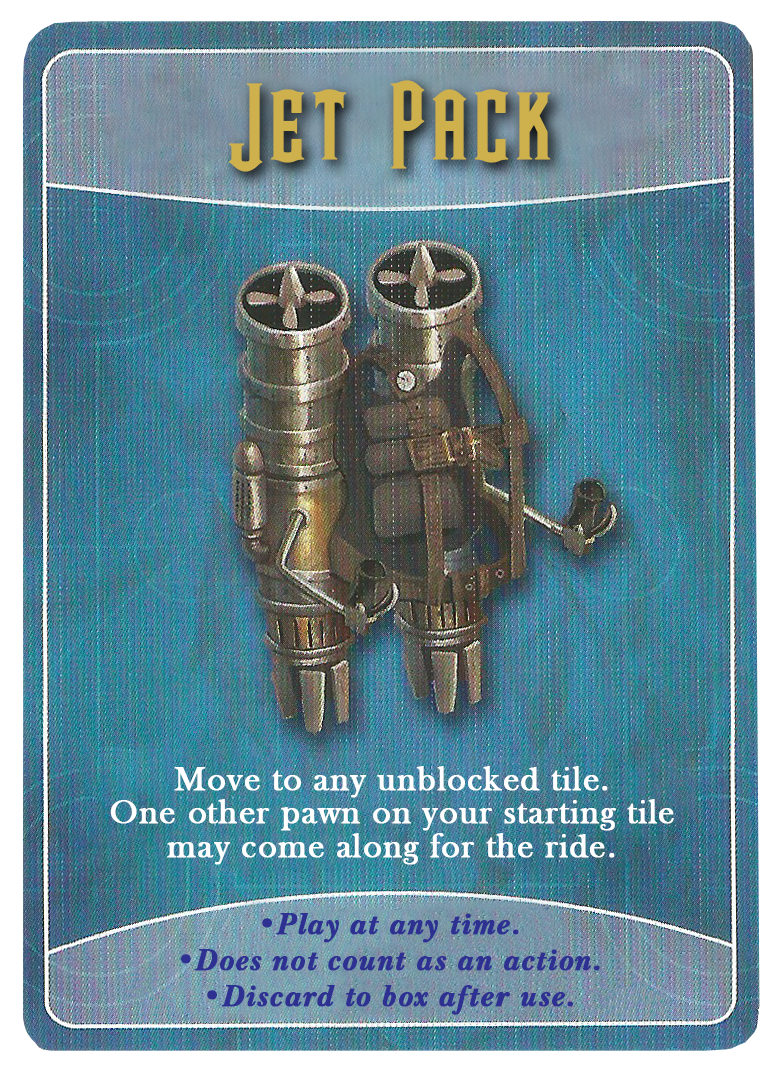 Jet Pack
Move to any unblocked tile.
One other pawn on your starting tile
may come along for the ride.
•Play at any time.
•Does not count as an action.
•Discard to box after use.